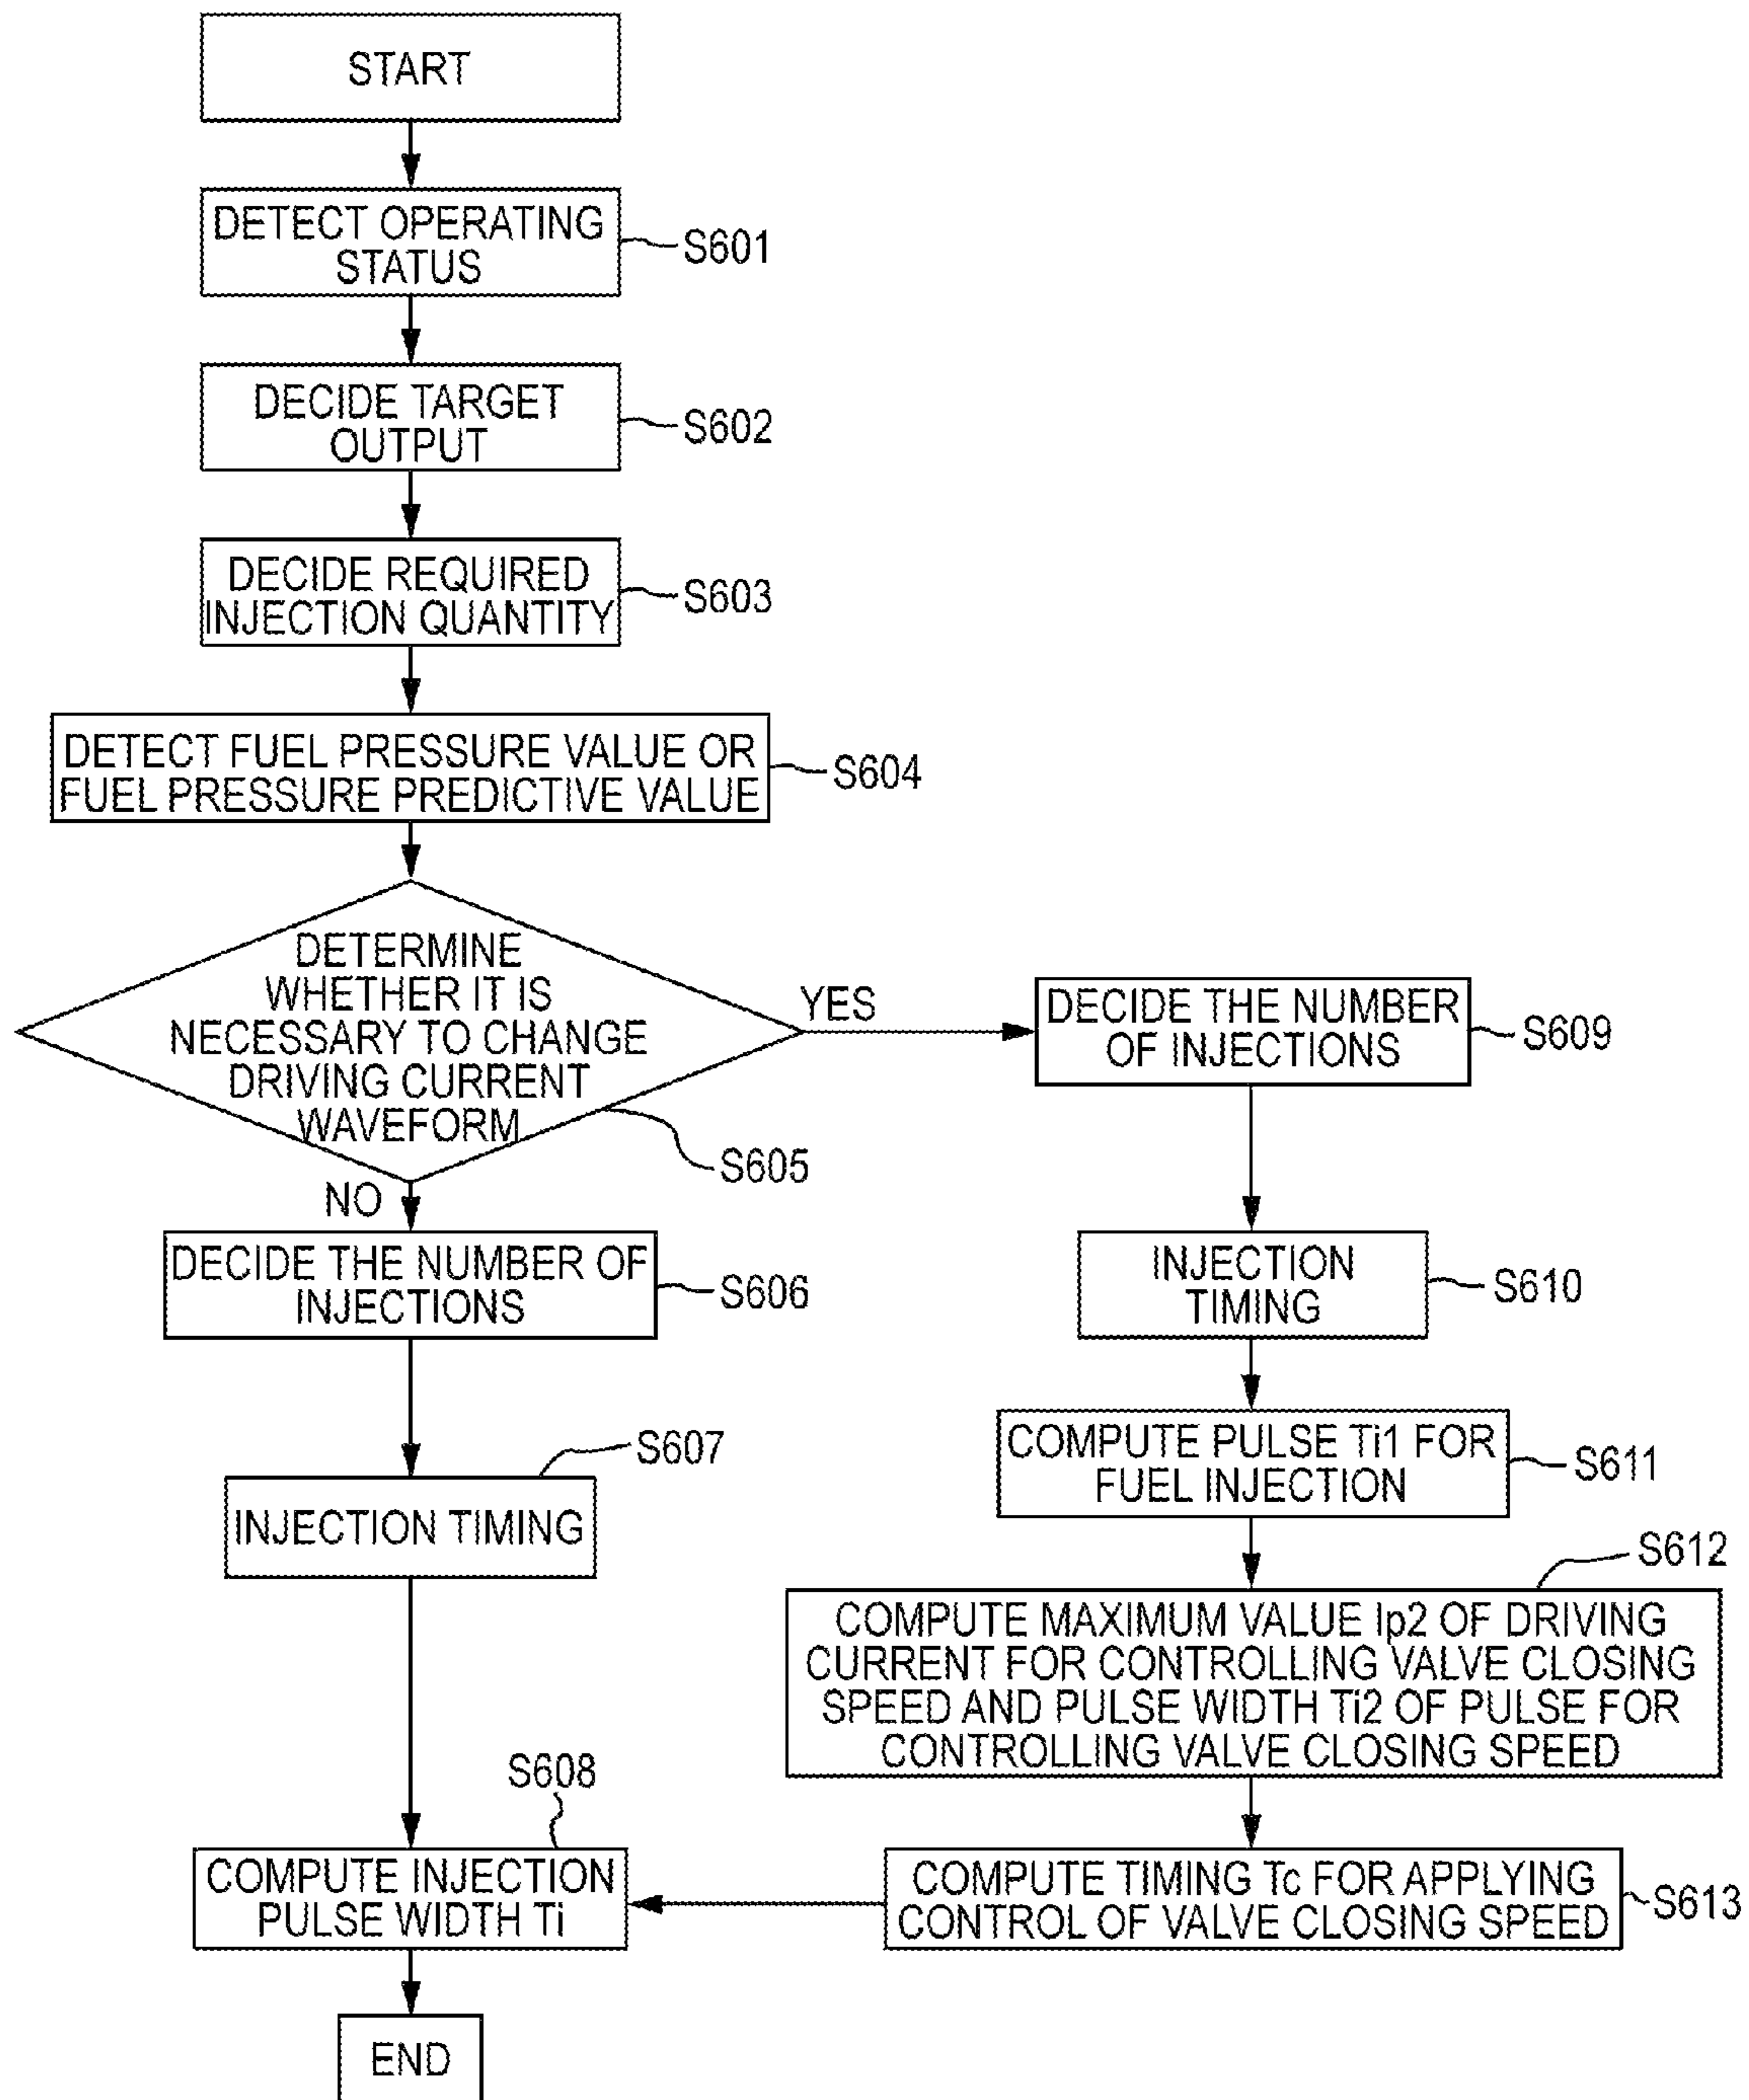 START
DETECT OPERATING
STATUS
S601
DECIDE TARGET
OUTPUT
S602
DECIDE REQUIRED
INJECTION QUANTITY
S603
DETECT FUEL PRESSURE VALUE OR
FUEL PRESSURE PREDICTIVE VALUE
S604
DETERMINE
WHETHER IT IS
NECESSARY TO CHANGE
DRIVING CURRENT
WAVEFORM
S605
NO
DECIDE THE NUMBER OF
INJECTIONS
S606
S607
INJECTION TIMING
S608
COMPUTE INJECTION
PULSE WIDTH Ti
END
YES
DECIDE THE NUMBER
OF INJECTIONS
S609
INJECTION
TIMING
S610
COMPUTE PULSE Ti1 FOR
FUEL INJECTION
S611
S612
COMPUTE MAXIMUM VALUE Ip2 OF DRIVING
CURRENT FOR CONTROLLING VALVE CLOSING
SPEED AND PULSE WIDTH Ti2 OF PULSE FOR
CONTROLLING VALVE CLOSING SPEED
COMPUTE TIMING Tc FOR APPLYING
CONTROL OF VALVE CLOSING SPEED
S613